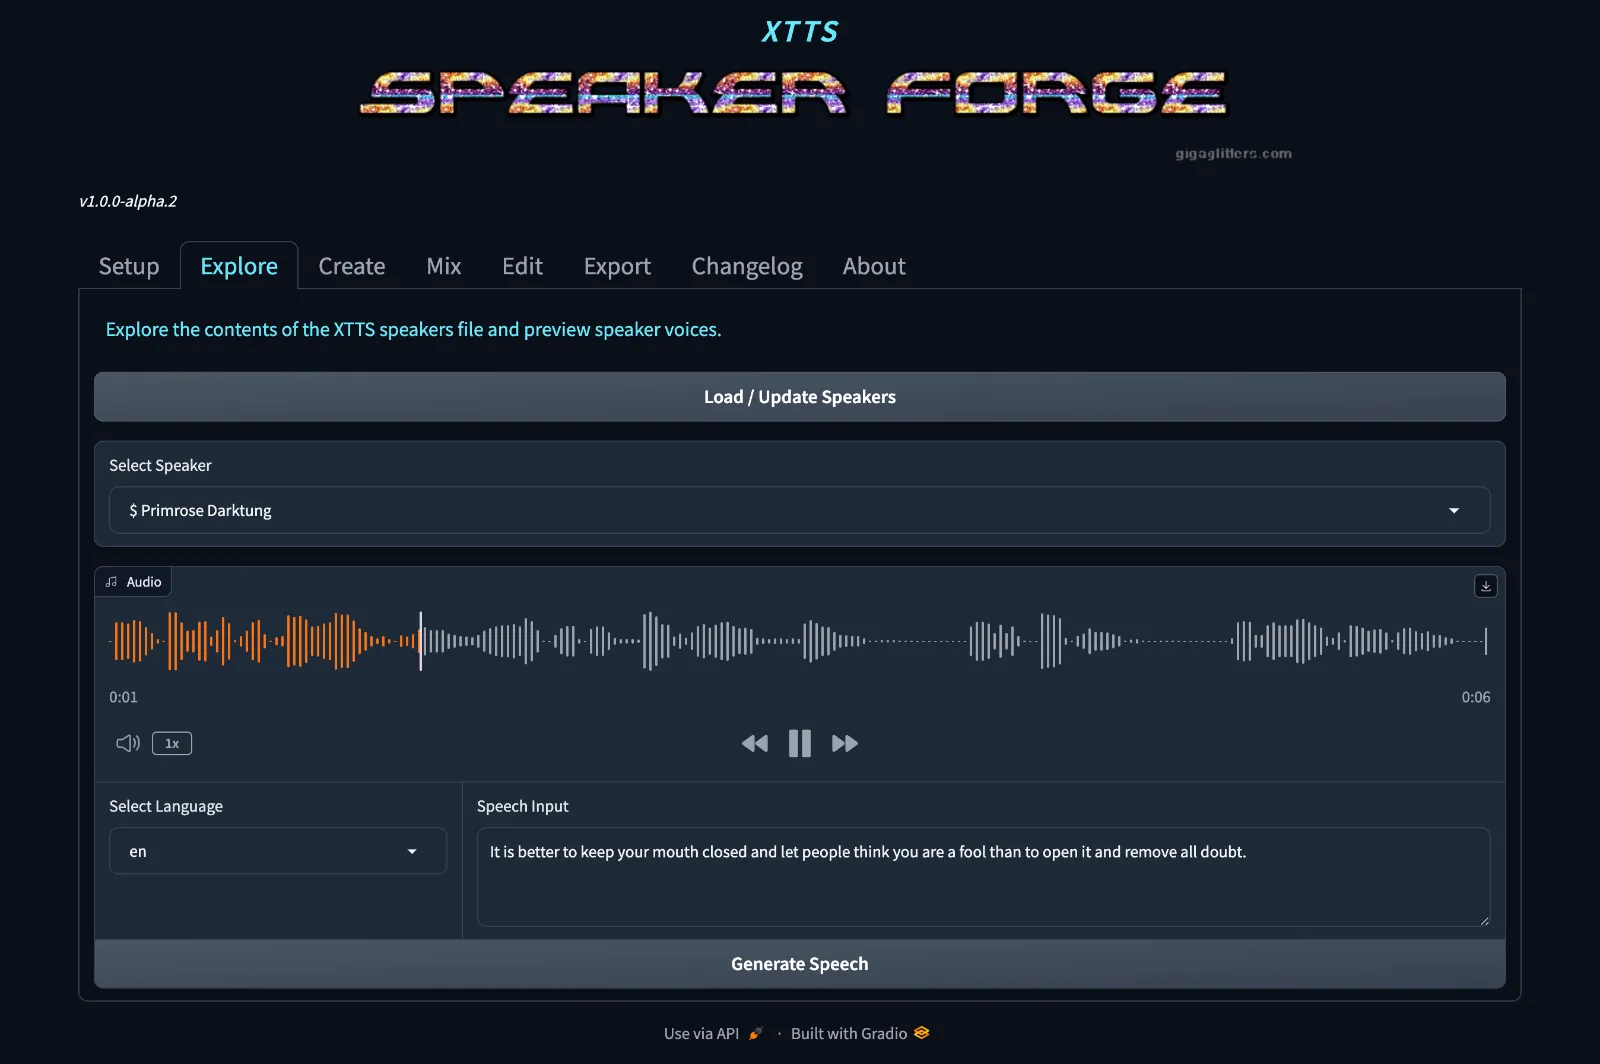 XTTS
SPEAKER FORGE
gigaglitters.com
v1.0.0-alpha.2
Setup Explore Create Mix Edit Export Changelog About
Explore the contents of the XTTS speakers file and preview speaker voices.
Load / Update Speakers
Select Speaker
$ Primrose Darktung
Audio
0:01 0:06
1x
Select Language
en
Speech Input
It is better to keep your mouth closed and let people think you are a fool than to open it and remove all doubt.
Generate Speech
Use via API · Built with Gradio